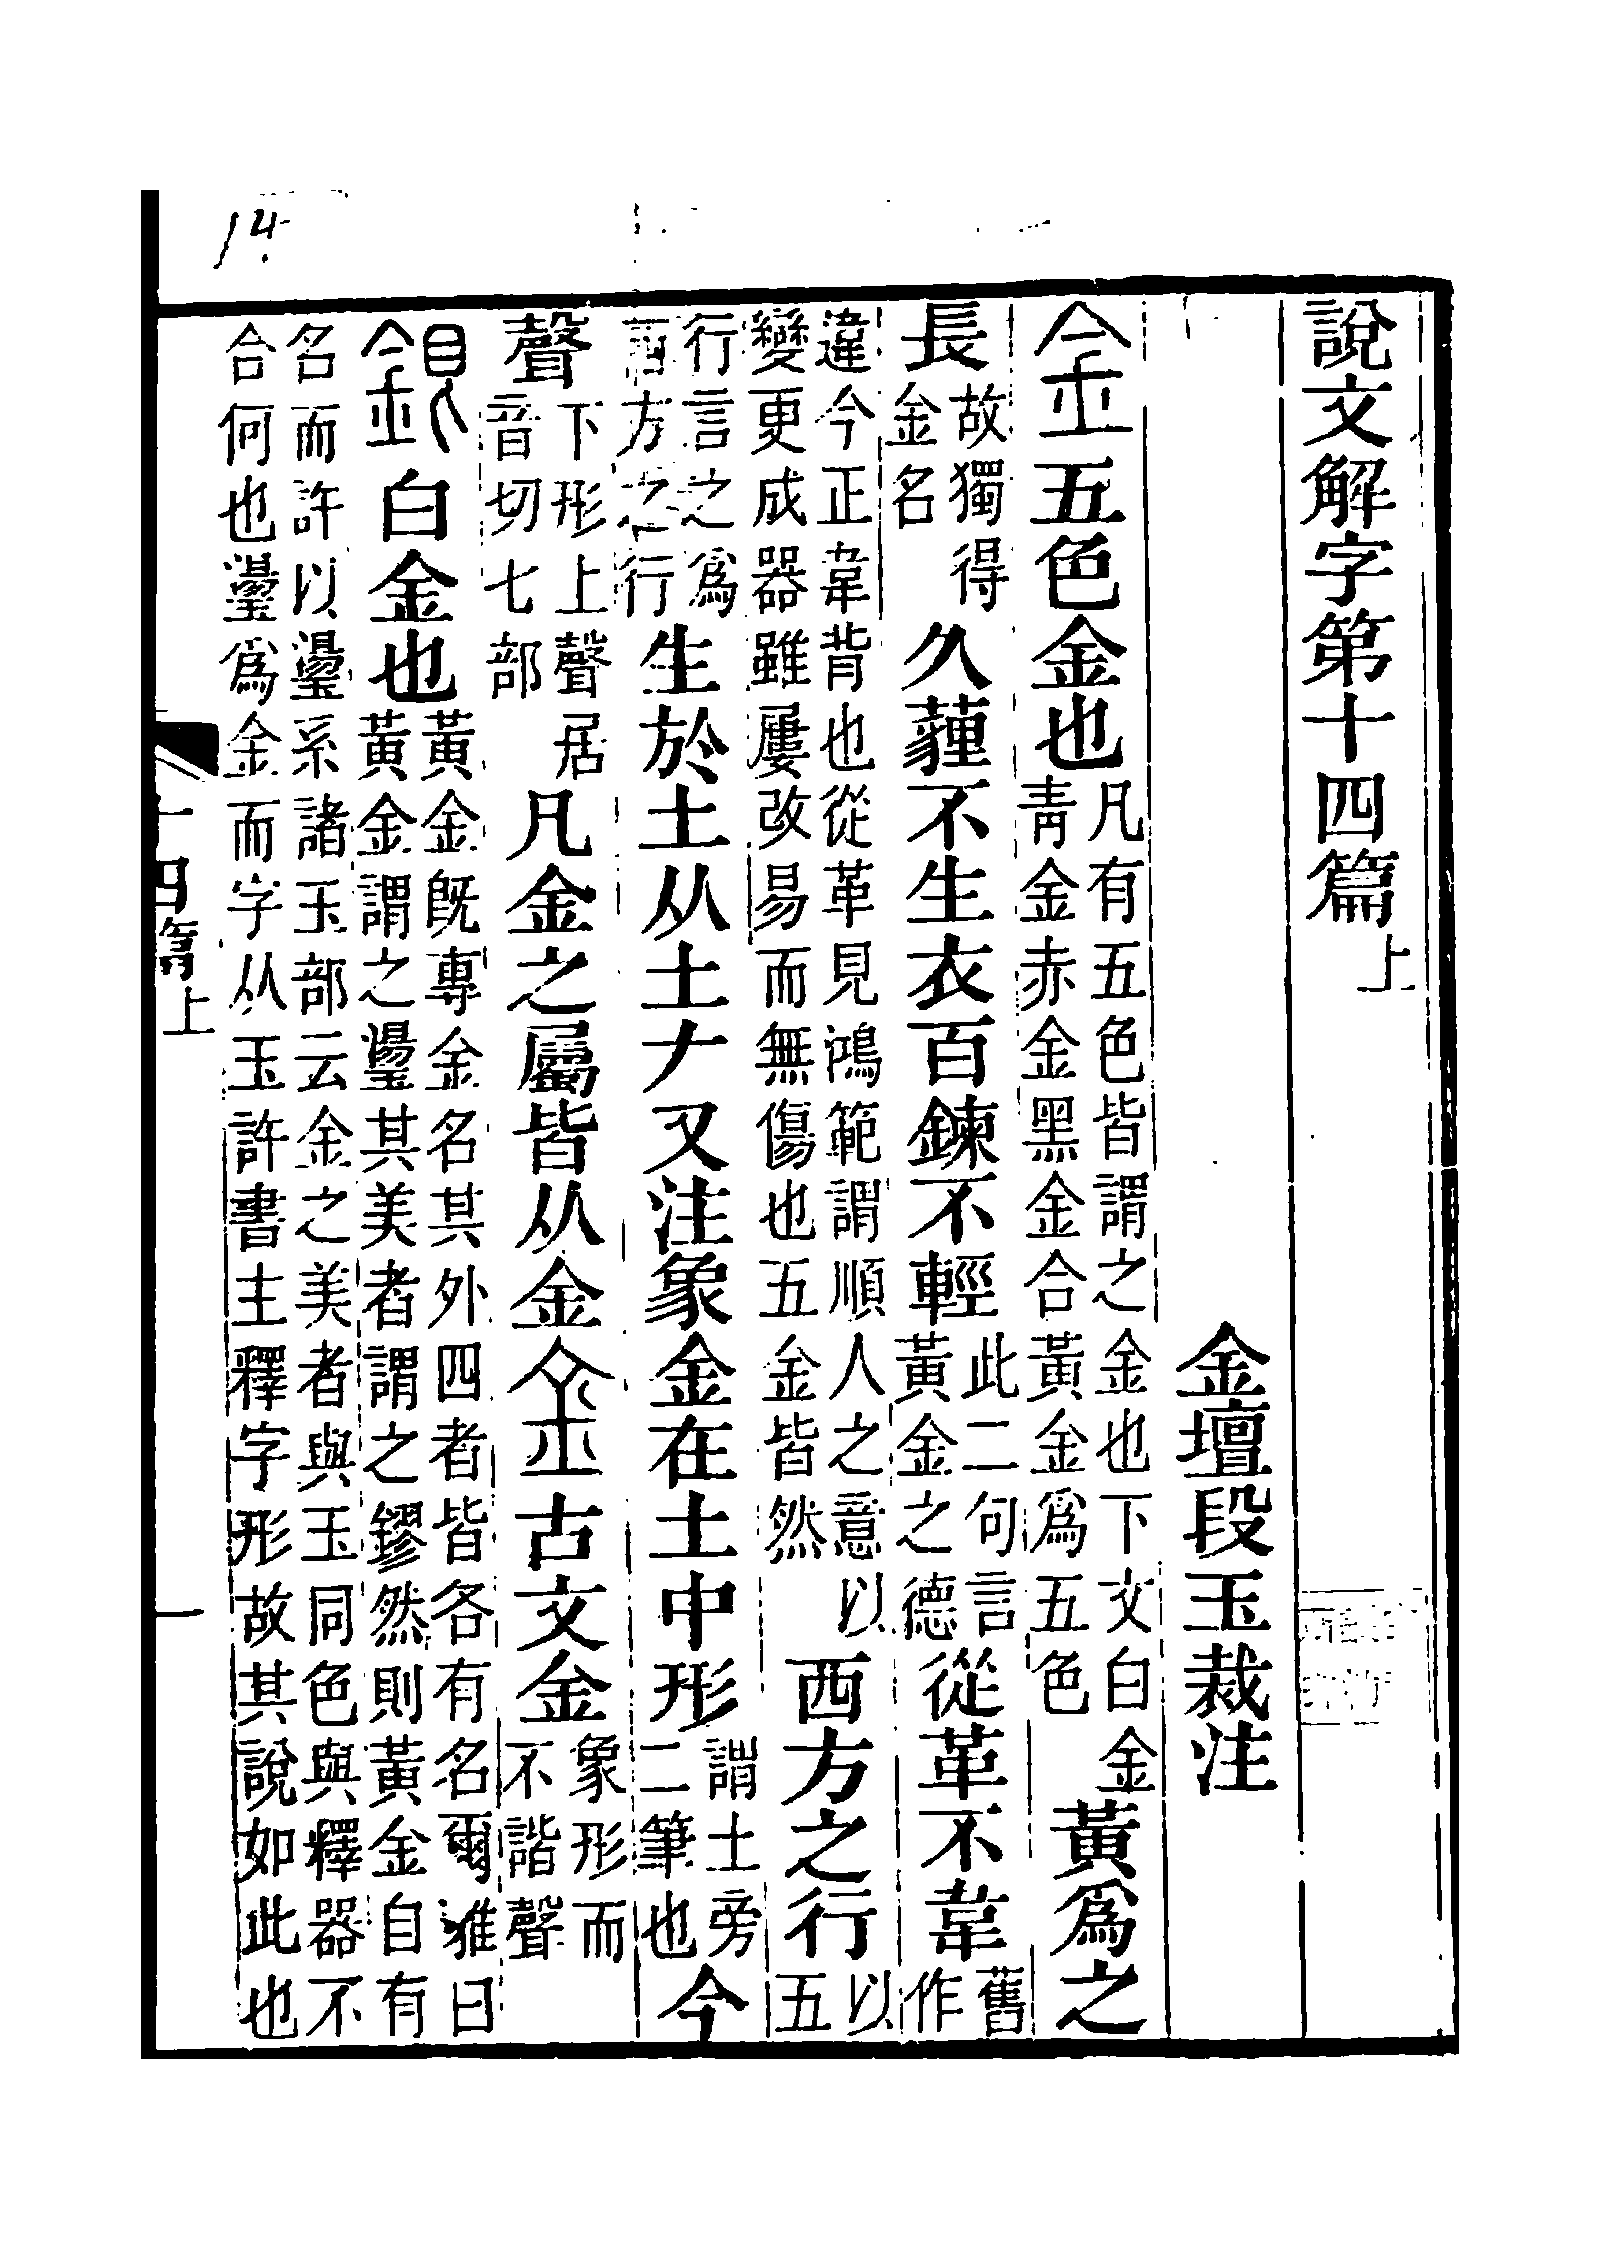 14.
說文解字第十四篇上
金壇段玉裁注
金五色金也凡有五色皆謂之金也下文白金青金赤金黑金合黃金爲五色黃爲之
長故獨得金名久薶不生衣百鍊不輕此二句言黃金之德從革不韋舊作
違今正韋背也從革見鴻範謂順人之意以變更成器雖屢改易而無傷也五金皆然西方之行以五
行言之爲西方之行生於土从土𠂇又注象金在土中形謂土旁二筆也今
聲下形上聲居音切七部凡金之屬皆从金𨤾古文金象形而不諧聲
銀白金也黃金旣專金名其外四者皆各有名爾雅曰黃金謂之璗其美者謂之鏐然則黃金自有
名而許以璗系諸玉部云金之美者與玉同色與釋器不合何也璗爲金而字从玉許書主釋字形故其說如此也
十四篇上
一